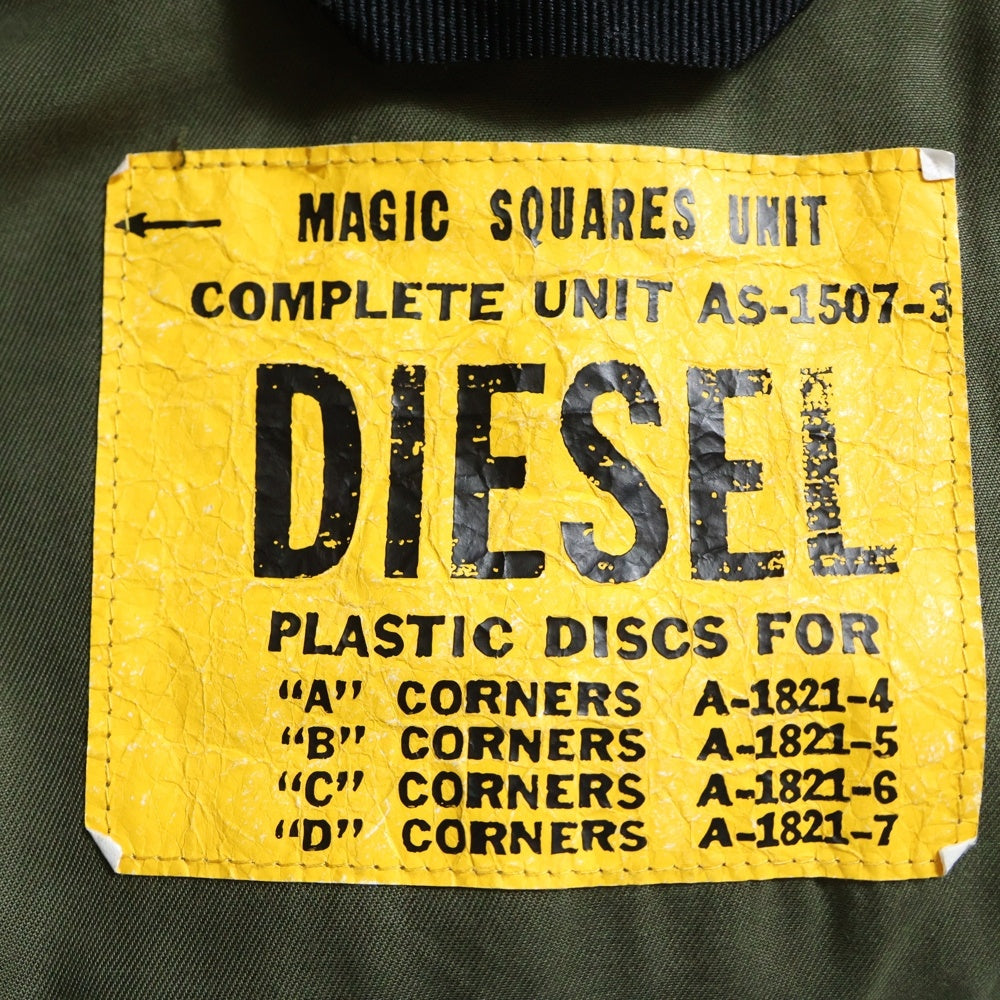 MAGIC SQUARES UNIT
COMPLETE UNIT AS-1507-3
DIESEL
PLASTIC DISCS FOR
"A" CORNERS A-1821-4
"B" CORNERS A-1821-5
"C" CORNERS A-1821-6
"D" CORNERS A-1821-7